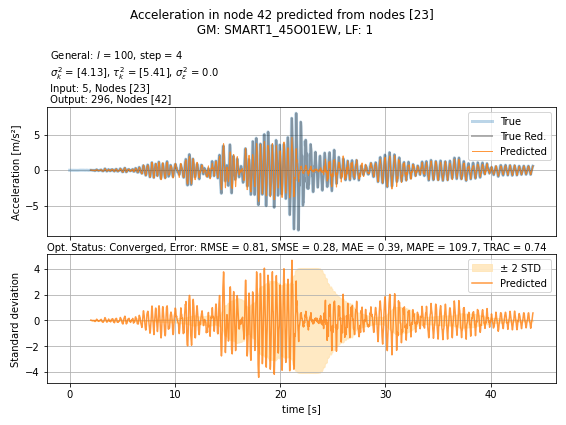 Acceleration in node 42 predicted from nodes [23]
GM: SMART1_45O01EW, LF: 1
General: l = 100, step = 4
σ²ₖ = [4.13], τ²ₖ = [5.41], σ²ε = 0.0
Input: 5, Nodes [23]
Output: 296, Nodes [42]
Acceleration [m/s²]
5
0
−5
True
True Red.
Predicted
Opt. Status: Converged, Error: RMSE = 0.81, SMSE = 0.28, MAE = 0.39, MAPE = 109.7, TRAC = 0.74
Standard deviation
4
2
0
−2
−4
± 2 STD
Predicted
0 10 20 30 40
time [s]